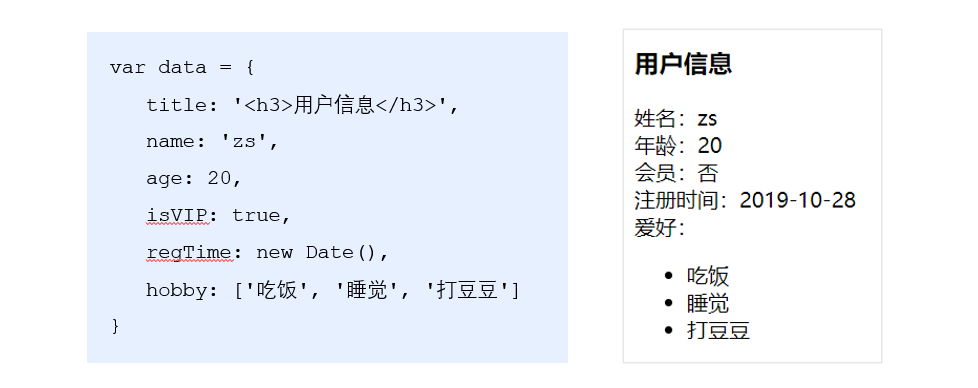 var data = {
title: '<h3>用户信息</h3>',
name: 'zs',
age: 20,
isVIP: true,
regTime: new Date(),
hobby: ['吃饭', '睡觉', '打豆豆']
}
用户信息
姓名：zs
年龄：20
会员：否
注册时间：2019-10-28
爱好：
• 吃饭
• 睡觉
• 打豆豆